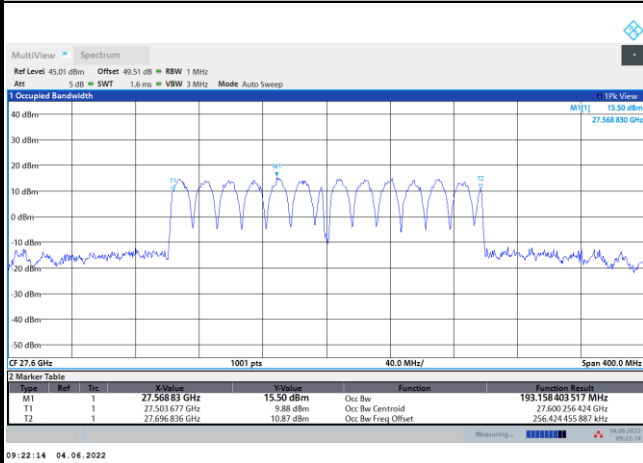 MultiView Spectrum
Ref Level 45.01 dBm Offset 49.51 dB RBW 1 MHz
Att 5 dB SWT 1.6 ms VBW 3 MHz Mode Auto Sweep
1 Occupied Bandwidth 1Pk View
M1[1] 15.50 dBm
27.568 830 GHz
40 dBm
30 dBm
20 dBm
M1
T1
T2
10 dBm
0 dBm
-10 dBm
-20 dBm
-30 dBm
-40 dBm
-50 dBm
CF 27.6 GHz 1001 pts 40.0 MHz/ Span 400.0 MHz
2 Marker Table
Type Ref Trc X-Value Y-Value Function Function Result
M1 1 27.568 83 GHz 15.50 dBm Occ Bw 193.158 403 517 MHz
T1 1 27.503 677 GHz 9.88 dBm Occ Bw Centroid 27.600 256 424 GHz
T2 1 27.696 836 GHz 10.87 dBm Occ Bw Freq Offset 256.424 455 887 kHz
Measuring... 04.06.2022
09:22:14
09:22:14 04.06.2022